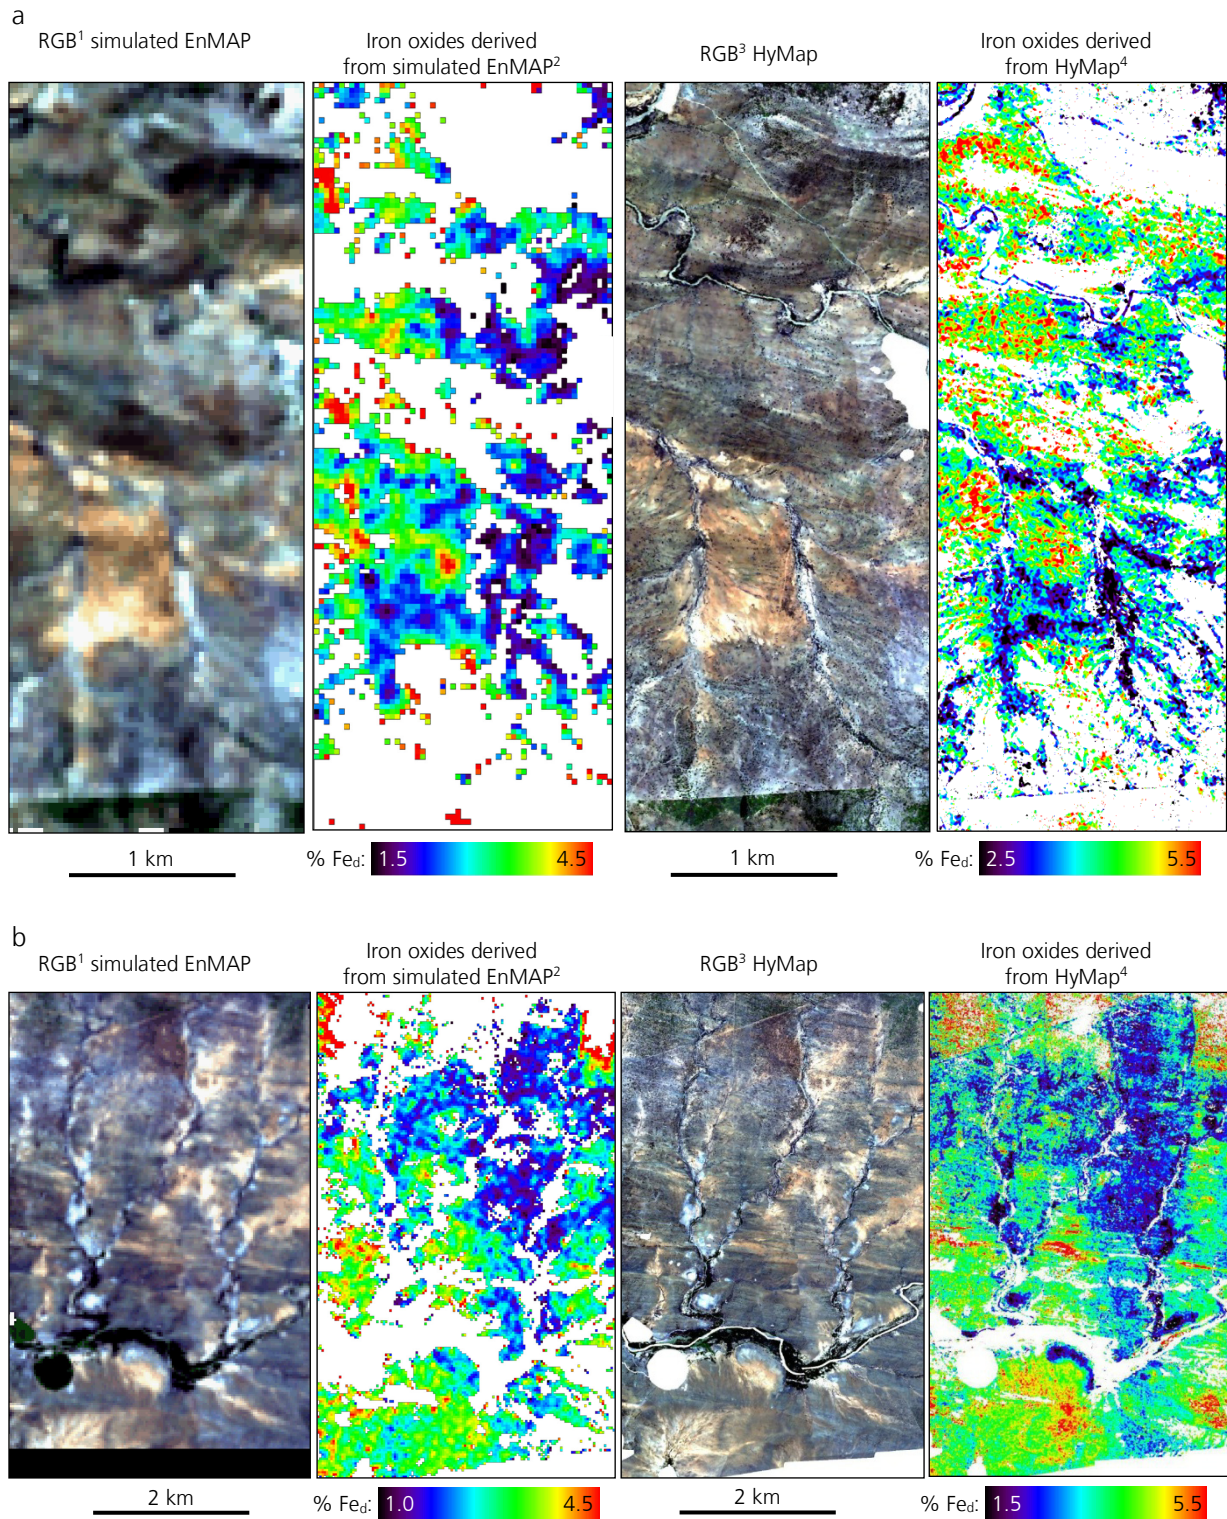 a
RGB¹ simulated EnMAP
Iron oxides derived
from simulated EnMAP²
RGB³ HyMap
Iron oxides derived
from HyMap⁴
1 km
% Fed: 1.5 4.5
1 km
% Fed: 2.5 5.5
b
RGB¹ simulated EnMAP
Iron oxides derived
from simulated EnMAP²
RGB³ HyMap
Iron oxides derived
from HyMap⁴
2 km
% Fed: 1.0 4.5
2 km
% Fed: 1.5 5.5